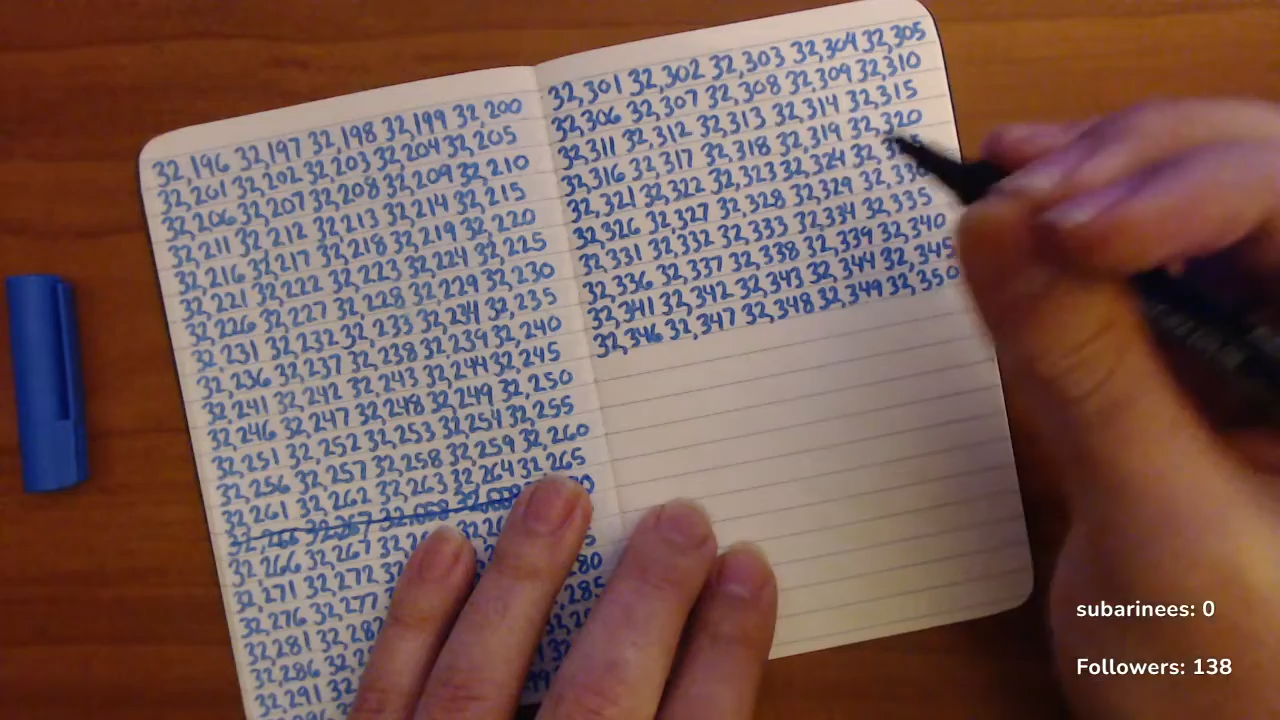 32,196 32,197 32,198 32,199 32,200
32,201 32,202 32,203 32,204 32,205
32,206 32,207 32,208 32,209 32,210
32,211 32,212 32,213 32,214 32,215
32,216 32,217 32,218 32,219 32,220
32,221 32,222 32,223 32,224 32,225
32,226 32,227 32,228 32,229 32,230
32,231 32,232 32,233 32,234 32,235
32,236 32,237 32,238 32,239 32,240
32,241 32,242 32,243 32,244 32,245
32,246 32,247 32,248 32,249 32,250
32,251 32,252 32,253 32,254 32,255
32,256 32,257 32,258 32,259 32,260
32,261 32,262 32,263 32,264 32,265
32,266 32,267
32,266 32,267
32,271 32,272
32,276 32,277
32,281 32,282
32,286
32,291
32,301 32,302 32,303 32,304 32,305
32,306 32,307 32,308 32,309 32,310
32,311 32,312 32,313 32,314 32,315
32,316 32,317 32,318 32,319 32,320
32,321 32,322 32,323 32,324
32,326 32,327 32,328 32,329 32,330
32,331 32,332 32,333 32,334 32,335
32,336 32,337 32,338 32,339 32,340
32,341 32,342 32,343 32,344 32,345
32,346 32,347 32,348 32,349 32,350
subarinees: 0
Followers: 138